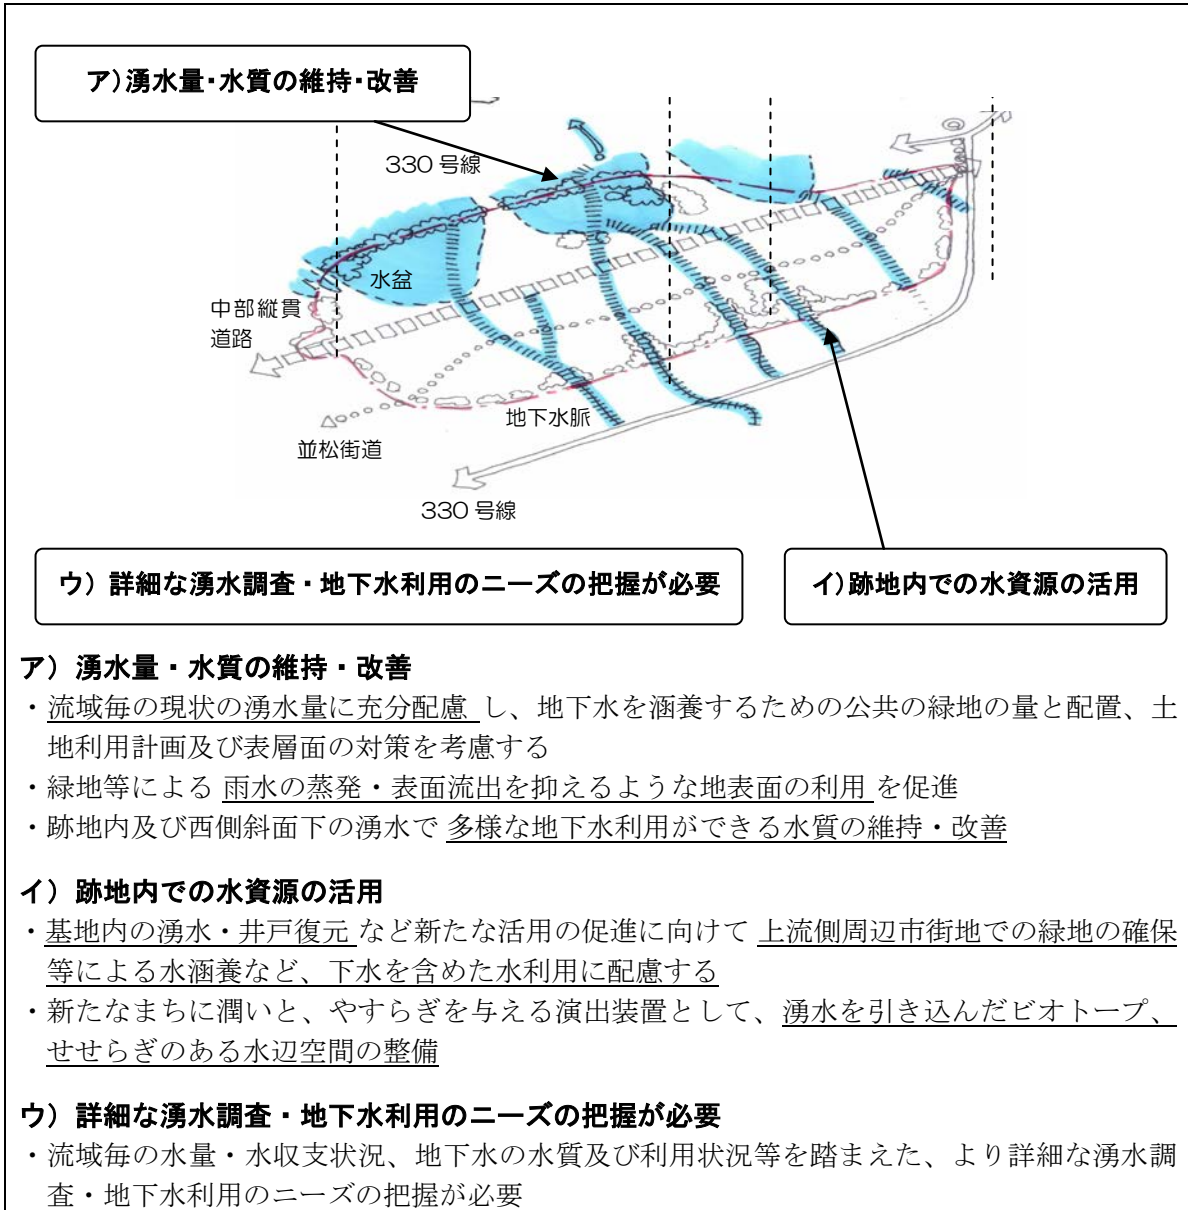 ア)湧水量・水質の維持・改善
330 号線
水盆
中部縦貫
道路
地下水脈
並松街道
330 号線
ウ) 詳細な湧水調査・地下水利用のニーズの把握が必要
イ)跡地内での水資源の活用
ア) 湧水量・水質の維持・改善
・流域毎の現状の湧水量に充分配慮 し、地下水を涵養するための公共の緑地の量と配置、土
地利用計画及び表層面の対策を考慮する
・緑地等による 雨水の蒸発・表面流出を抑えるような地表面の利用 を促進
・跡地内及び西側斜面下の湧水で 多様な地下水利用ができる水質の維持・改善
イ) 跡地内での水資源の活用
・基地内の湧水・井戸復元 など新たな活用の促進に向けて 上流側周辺市街地での緑地の確保
等による水涵養など、下水を含めた水利用に配慮する
・新たなまちに潤いと、やすらぎを与える演出装置として、湧水を引き込んだビオトープ、
せせらぎのある水辺空間の整備
ウ) 詳細な湧水調査・地下水利用のニーズの把握が必要
・流域毎の水量・水収支状況、地下水の水質及び利用状況等を踏まえた、より詳細な湧水調
査・地下水利用のニーズの把握が必要